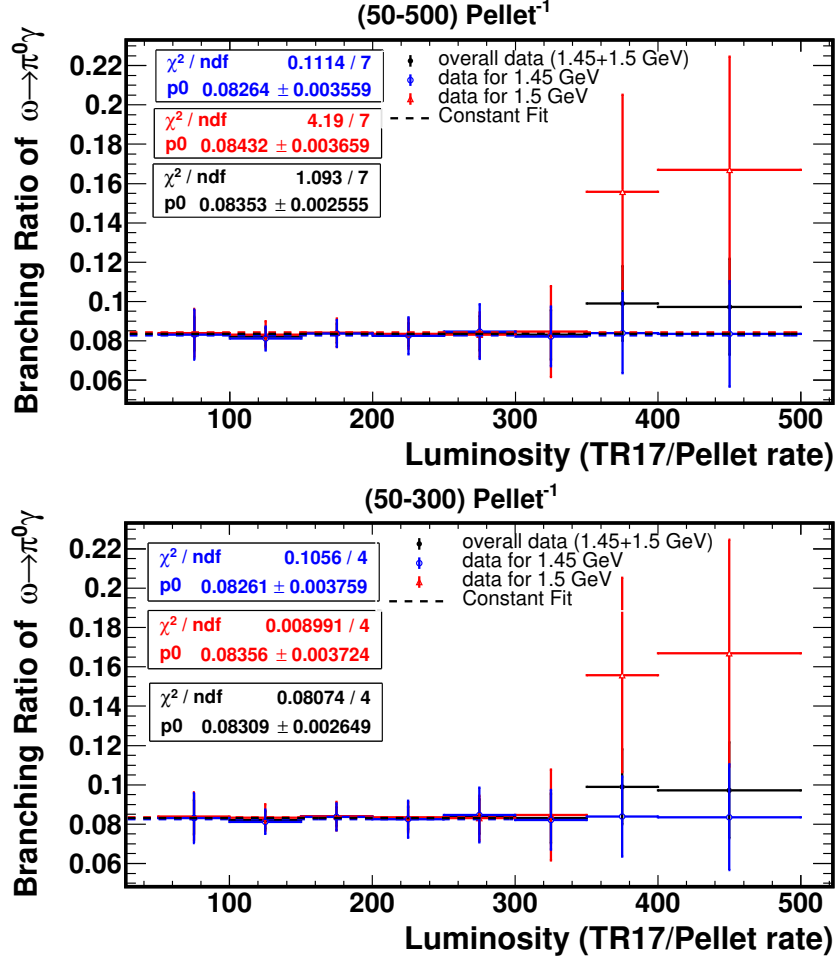 (50-500) Pellet⁻¹
Branching Ratio of ω→π⁰γ
χ² / ndf 0.1114 / 7
p0 0.08264 ± 0.003559
χ² / ndf 4.19 / 7
p0 0.08432 ± 0.003659
χ² / ndf 1.093 / 7
p0 0.08353 ± 0.002555
overall data (1.45+1.5 GeV)
data for 1.45 GeV
data for 1.5 GeV
Constant Fit
0.22
0.2
0.18
0.16
0.14
0.12
0.1
0.08
0.06
100 200 300 400 500
Luminosity (TR17/Pellet rate)
(50-300) Pellet⁻¹
Branching Ratio of ω→π⁰γ
χ² / ndf 0.1056 / 4
p0 0.08261 ± 0.003759
χ² / ndf 0.008991 / 4
p0 0.08356 ± 0.003724
χ² / ndf 0.08074 / 4
p0 0.08309 ± 0.002649
overall data (1.45+1.5 GeV)
data for 1.45 GeV
data for 1.5 GeV
Constant Fit
0.22
0.2
0.18
0.16
0.14
0.12
0.1
0.08
0.06
100 200 300 400 500
Luminosity (TR17/Pellet rate)